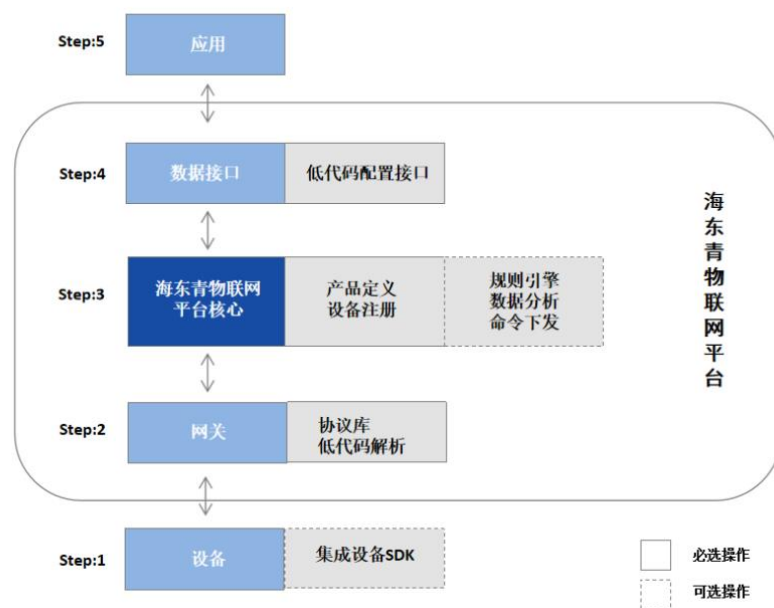 Step:5
应用
Step:4
数据接口
低代码配置接口
海东青物联网平台
Step:3
海东青物联网
平台核心
产品定义
设备注册
规则引擎
数据分析
命令下发
Step:2
网关
协议库
低代码解析
Step:1
设备
集成设备SDK
必选操作
可选操作